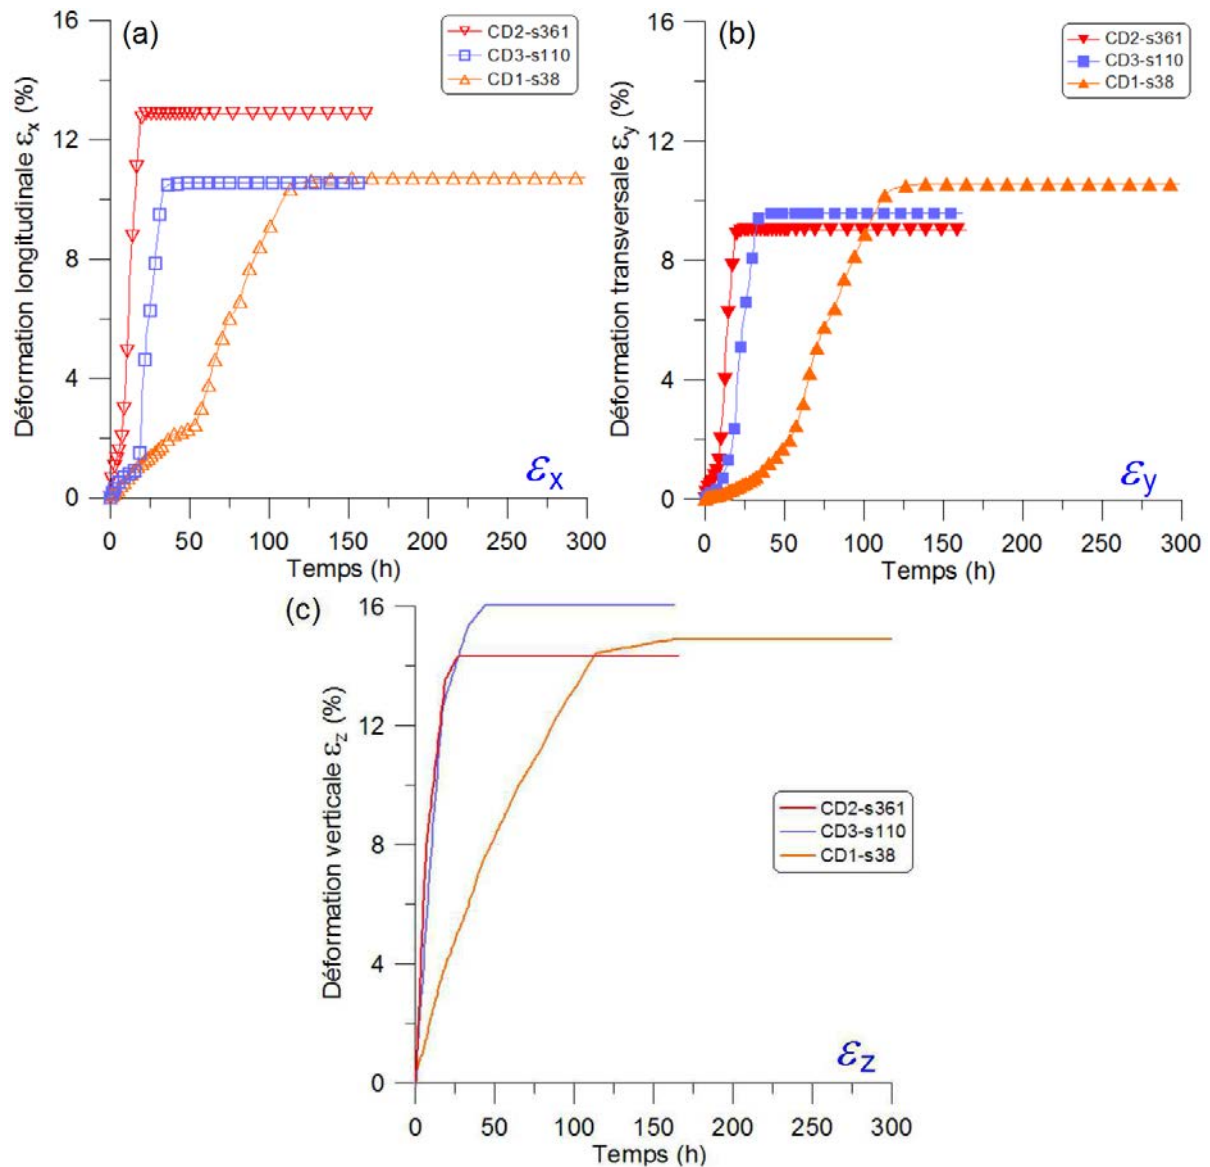 (a)
CD2-s361
CD3-s110
CD1-s38
Déformation longitudinale εx (%)
16
12
8
4
0
εx
0 50 100 150 200 250 300
Temps (h)
(b)
CD2-s361
CD3-s110
CD1-s38
Déformation transversale εy (%)
16
12
8
4
0
εy
0 50 100 150 200 250 300
Temps (h)
(c)
Déformation verticale εz (%)
16
12
8
4
0
CD2-s361
CD3-s110
CD1-s38
εz
0 50 100 150 200 250 300
Temps (h)